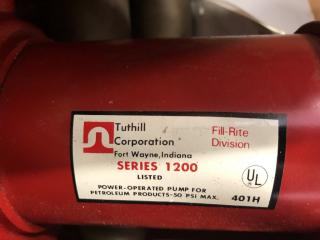 Tuthill Fill-Rite
Corporation Division
Fort Wayne, Indiana
SERIES 1200
LISTED
UL
POWER-OPERATED PUMP FOR
PETROLEUM PRODUCTS-50 PSI MAX. 401H